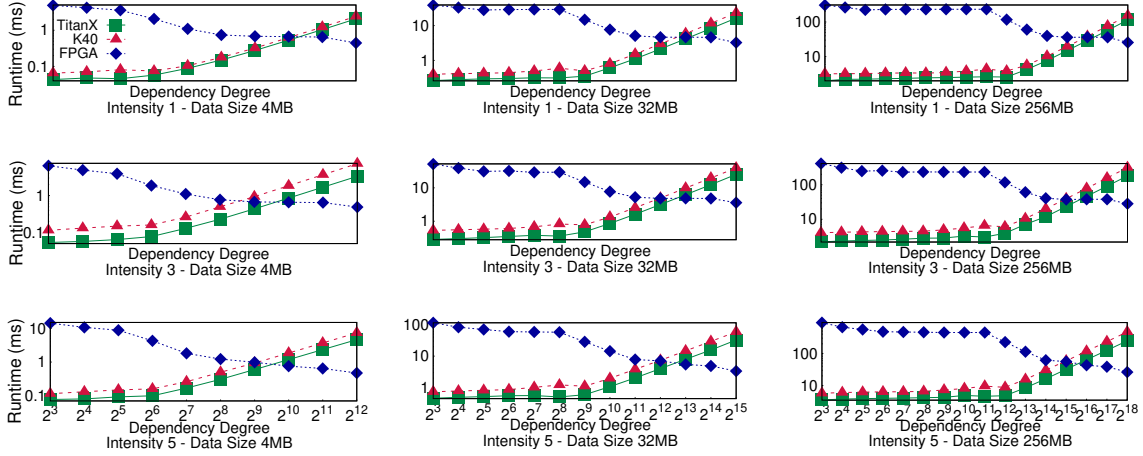 TitanX
K40
FPGA
Runtime (ms)
1
0.1
Dependency Degree
Intensity 1 - Data Size 4MB
10
1
Dependency Degree
Intensity 1 - Data Size 32MB
100
10
Dependency Degree
Intensity 1 - Data Size 256MB
Runtime (ms)
1
0.1
Dependency Degree
Intensity 3 - Data Size 4MB
10
1
Dependency Degree
Intensity 3 - Data Size 32MB
100
10
Dependency Degree
Intensity 3 - Data Size 256MB
Runtime (ms)
10
1
0.1
2^3 2^4 2^5 2^6 2^7 2^8 2^9 2^10 2^11 2^12
Dependency Degree
Intensity 5 - Data Size 4MB
100
10
1
2^3 2^4 2^5 2^6 2^7 2^8 2^9 2^10 2^11 2^12 2^13 2^14 2^15
Dependency Degree
Intensity 5 - Data Size 32MB
100
10
2^3 2^4 2^5 2^6 2^7 2^8 2^9 2^10 2^11 2^12 2^13 2^14 2^15 2^16 2^17 2^18
Dependency Degree
Intensity 5 - Data Size 256MB